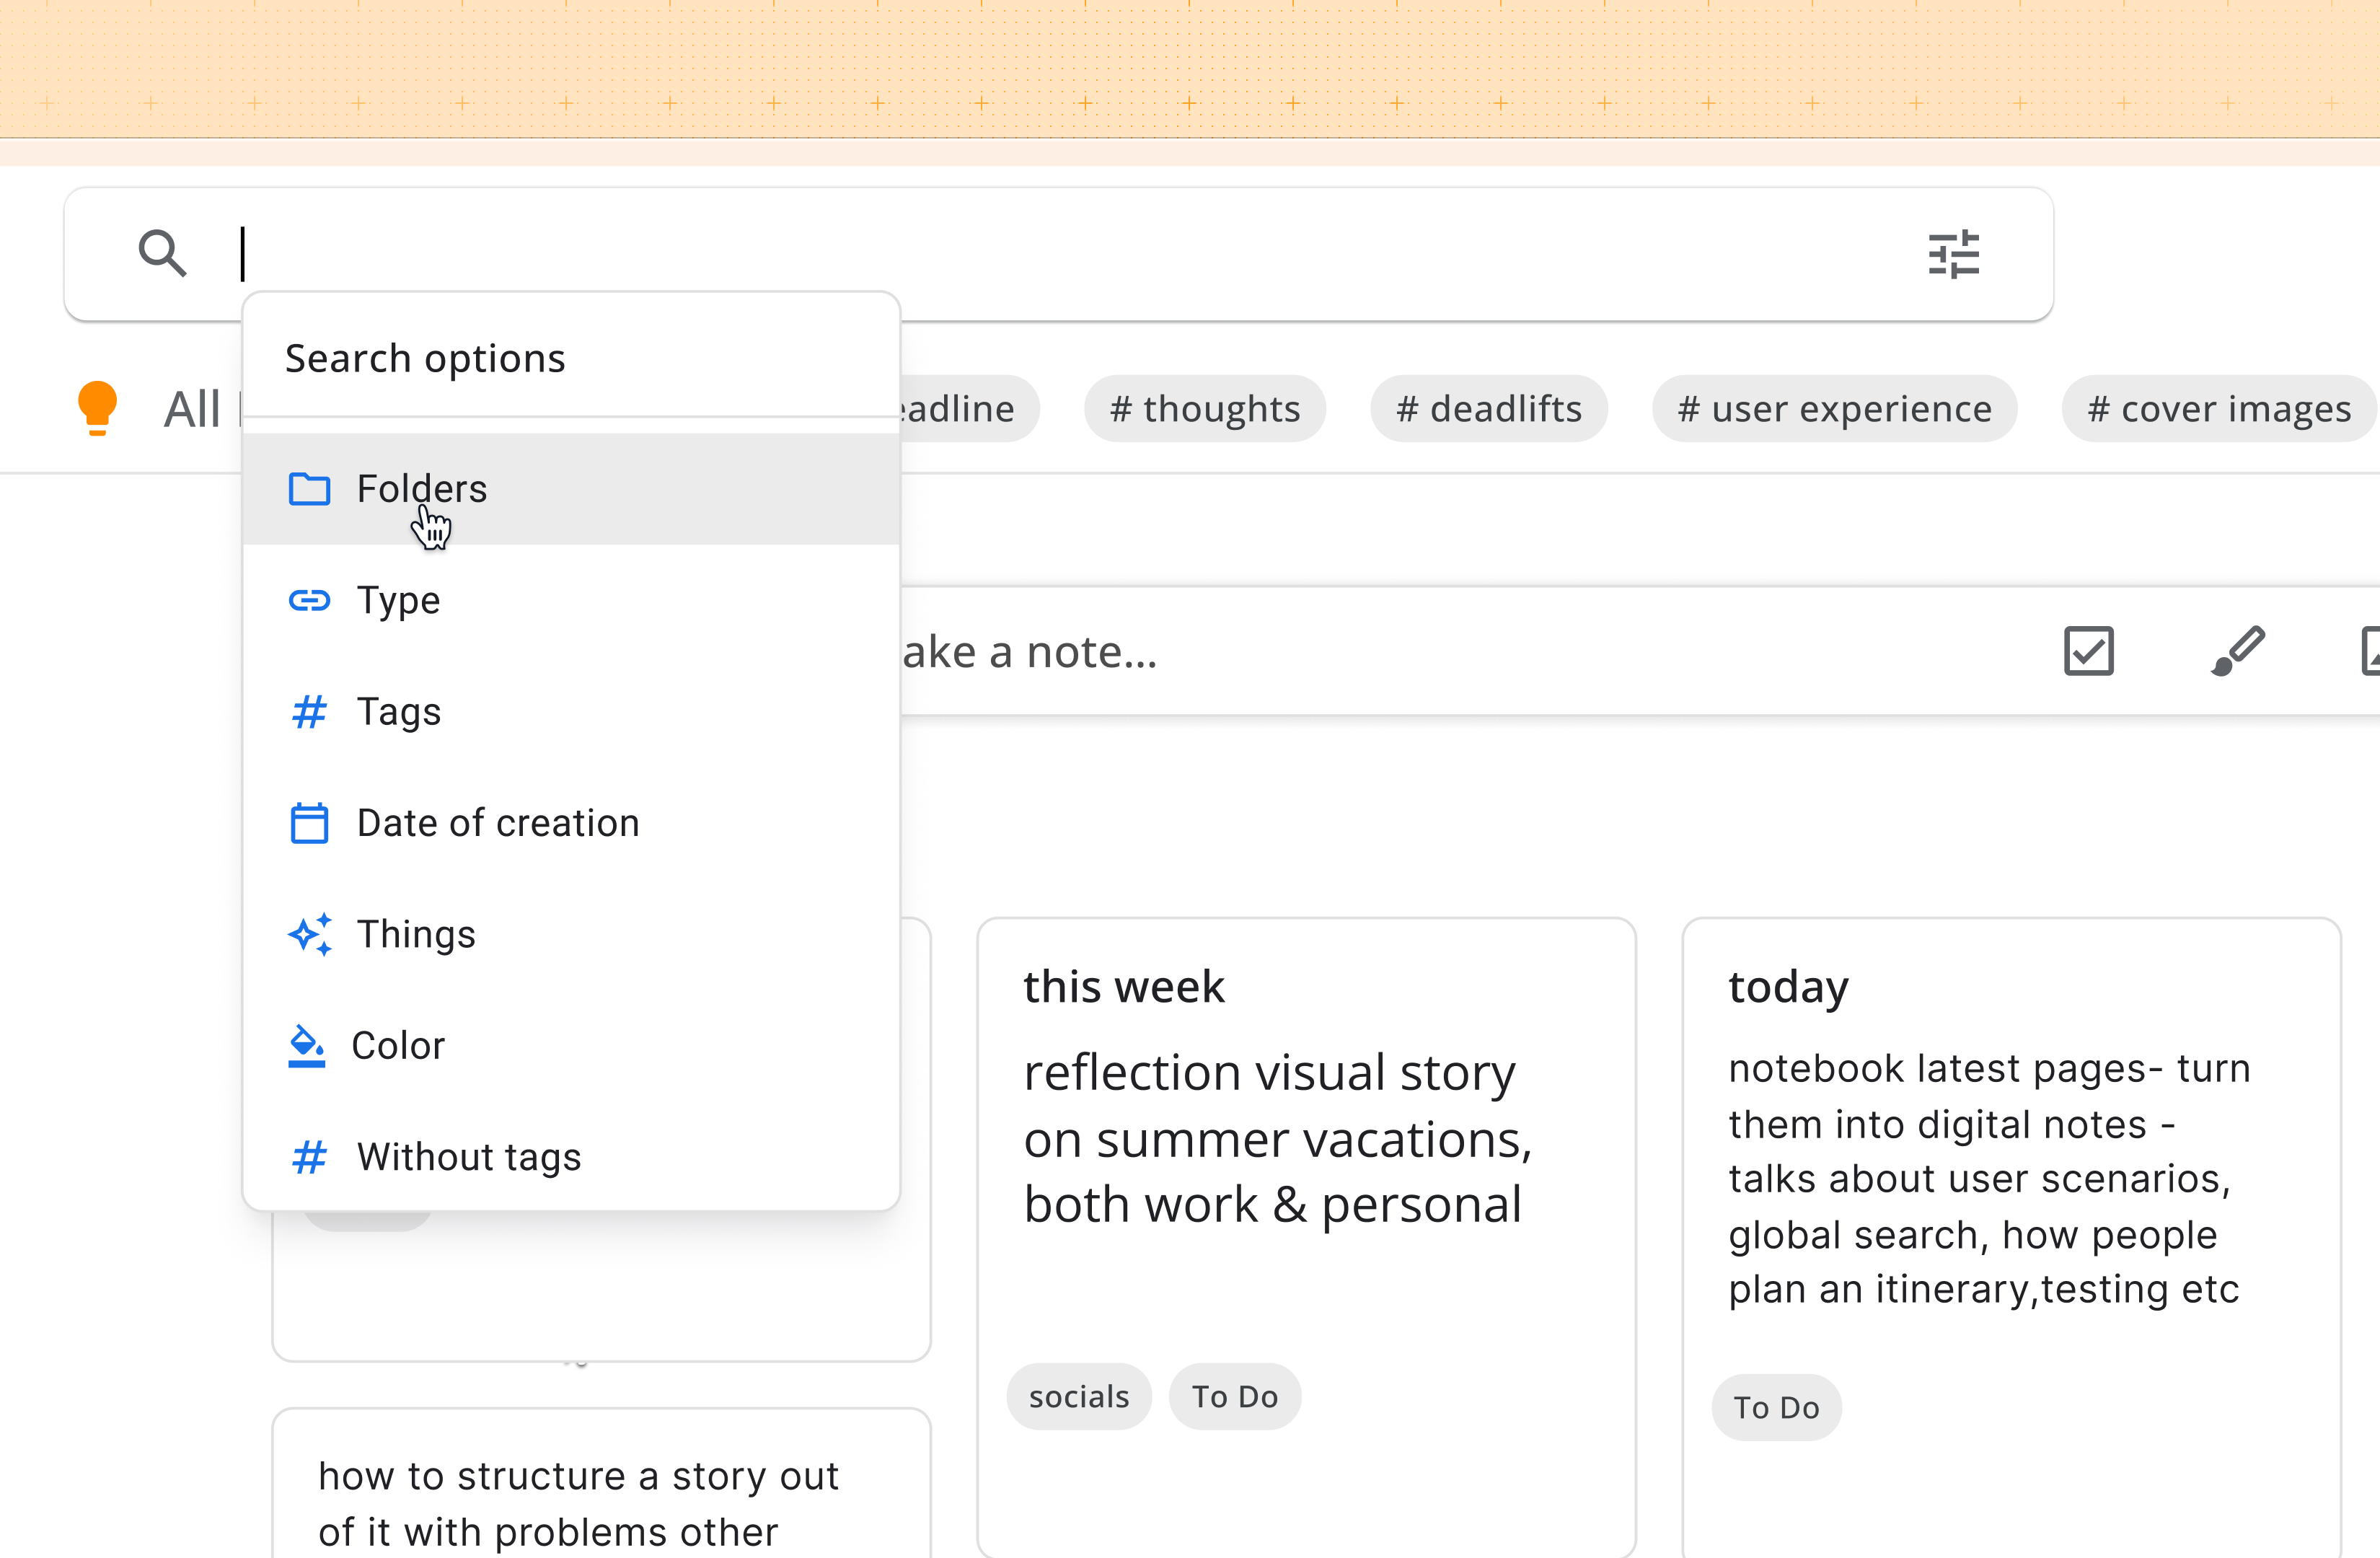 Search options
All
# thoughts
# deadlifts
# user experience
# cover images
Folders
Type
ake a note...
Tags
Date of creation
Things
Color
Without tags
this week
reflection visual story
on summer vacations,
both work & personal
socials
To Do
today
notebook latest pages- turn
them into digital notes -
talks about user scenarios,
global search, how people
plan an itinerary,testing etc
To Do
how to structure a story out
of it with problems other